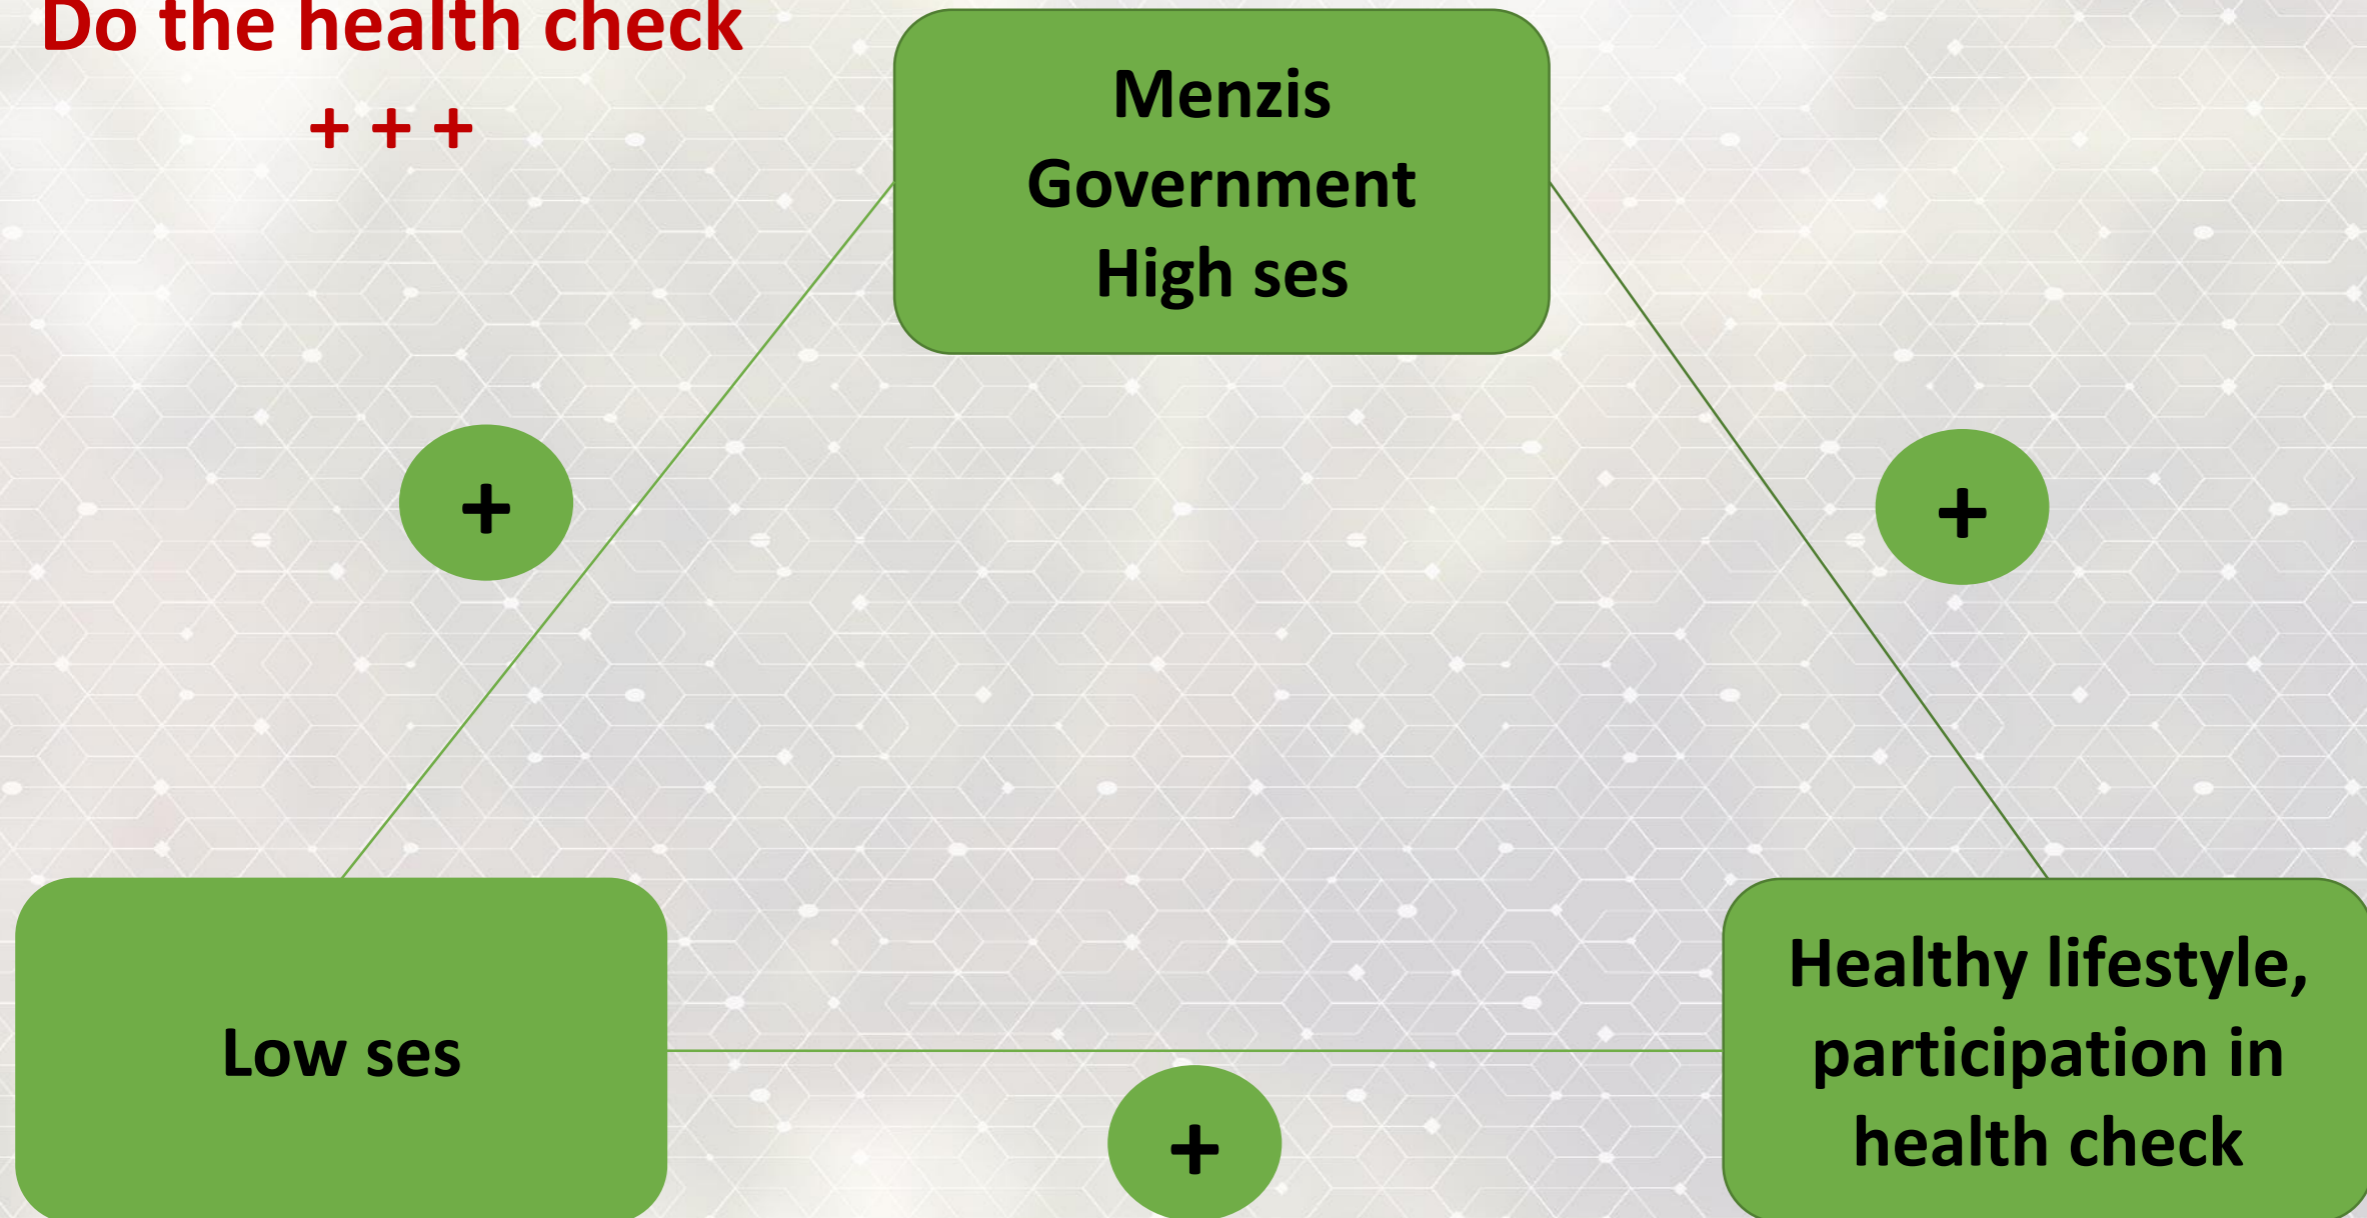 Do the health check
+ + +
Menzis
Government
High ses
+
+
Low ses
Healthy lifestyle,
participation in
health check
+